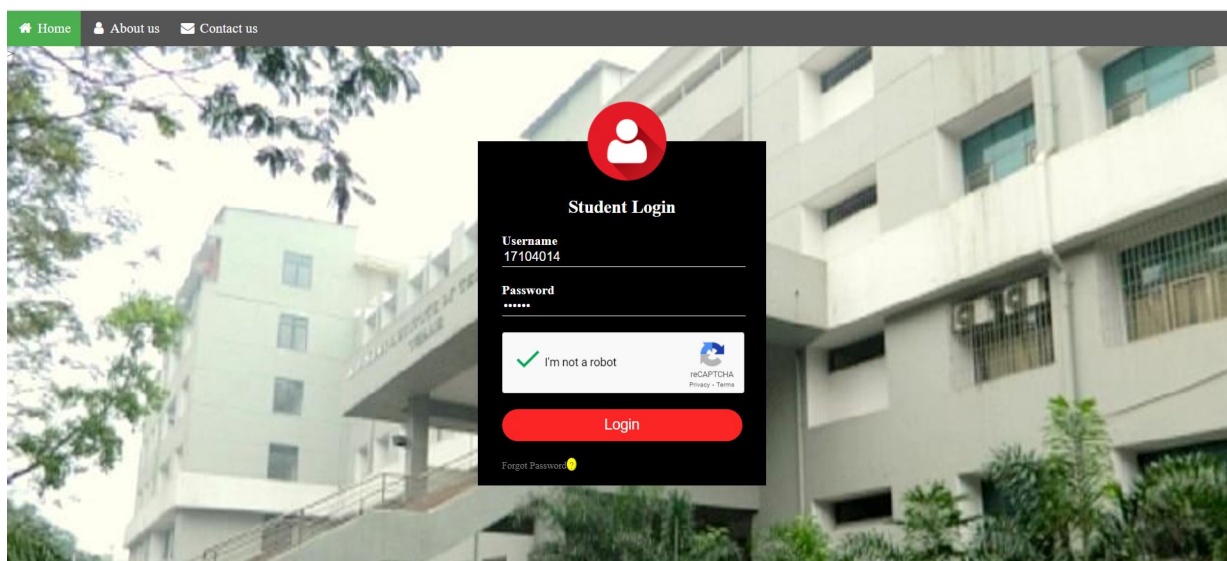 Home About us Contact us
Student Login
Username
17104014
Password
••••••
I'm not a robot
reCAPTCHA
Privacy - Terms
Login
Forgot Password?